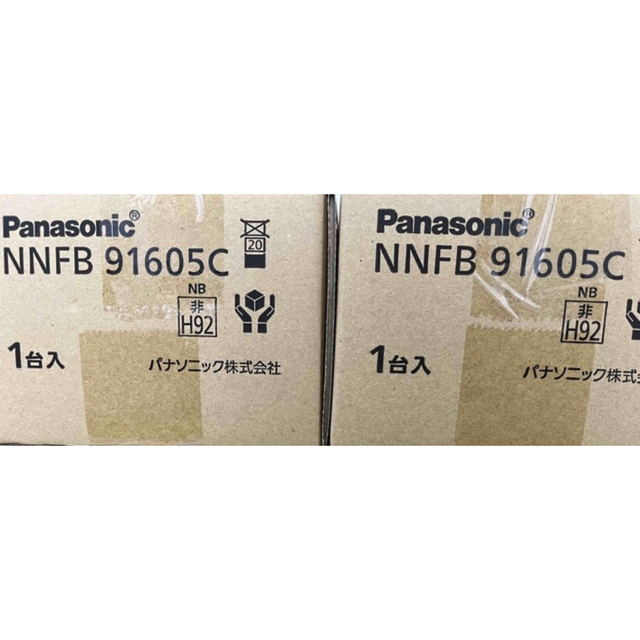 Panasonic®
NNFB 91605C
20
NB
非
H92
1台入
パナソニック株式会社
Panasonic®
NNFB 91605C
NB
非
H92
1台入
パナソニック株式会